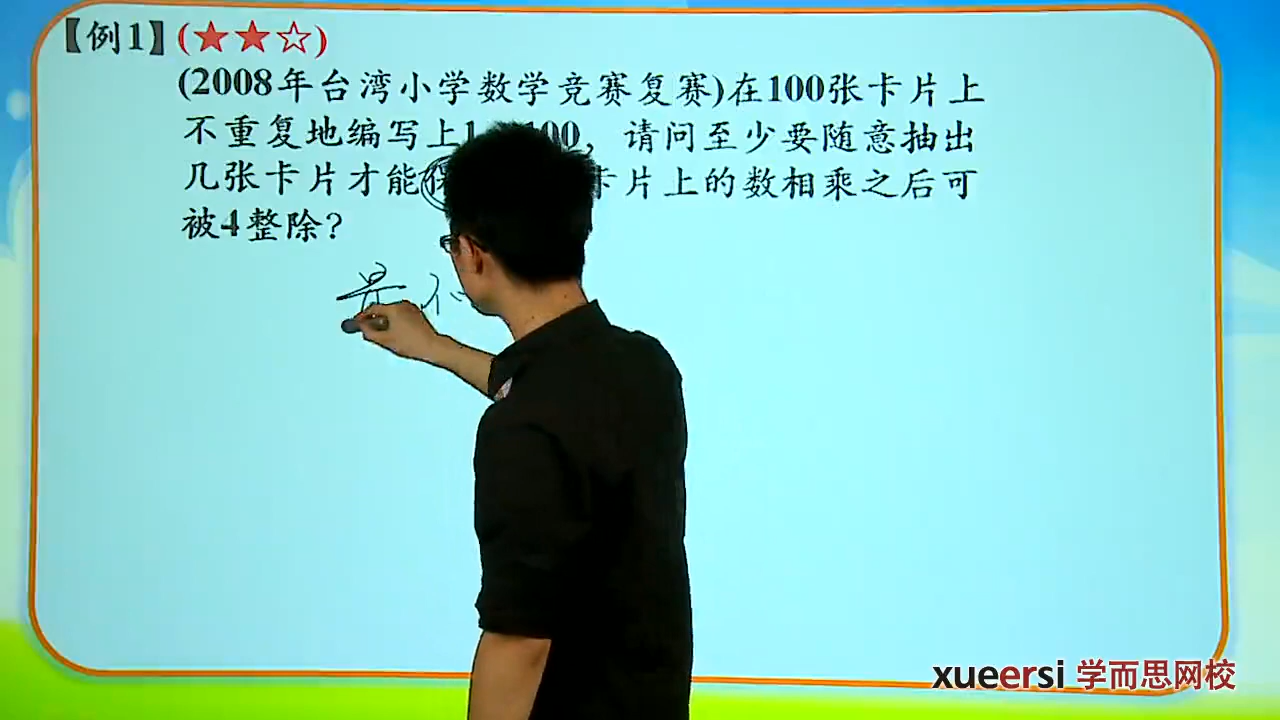 【例1】(★★☆)
(2008年台湾小学数学竞赛复赛)在100张卡片上
不重复地编写上1 100，请问至少要随意抽出
几张卡片才能 卡片上的数相乘之后可
被4整除？
最不
xueersi 学而思网校